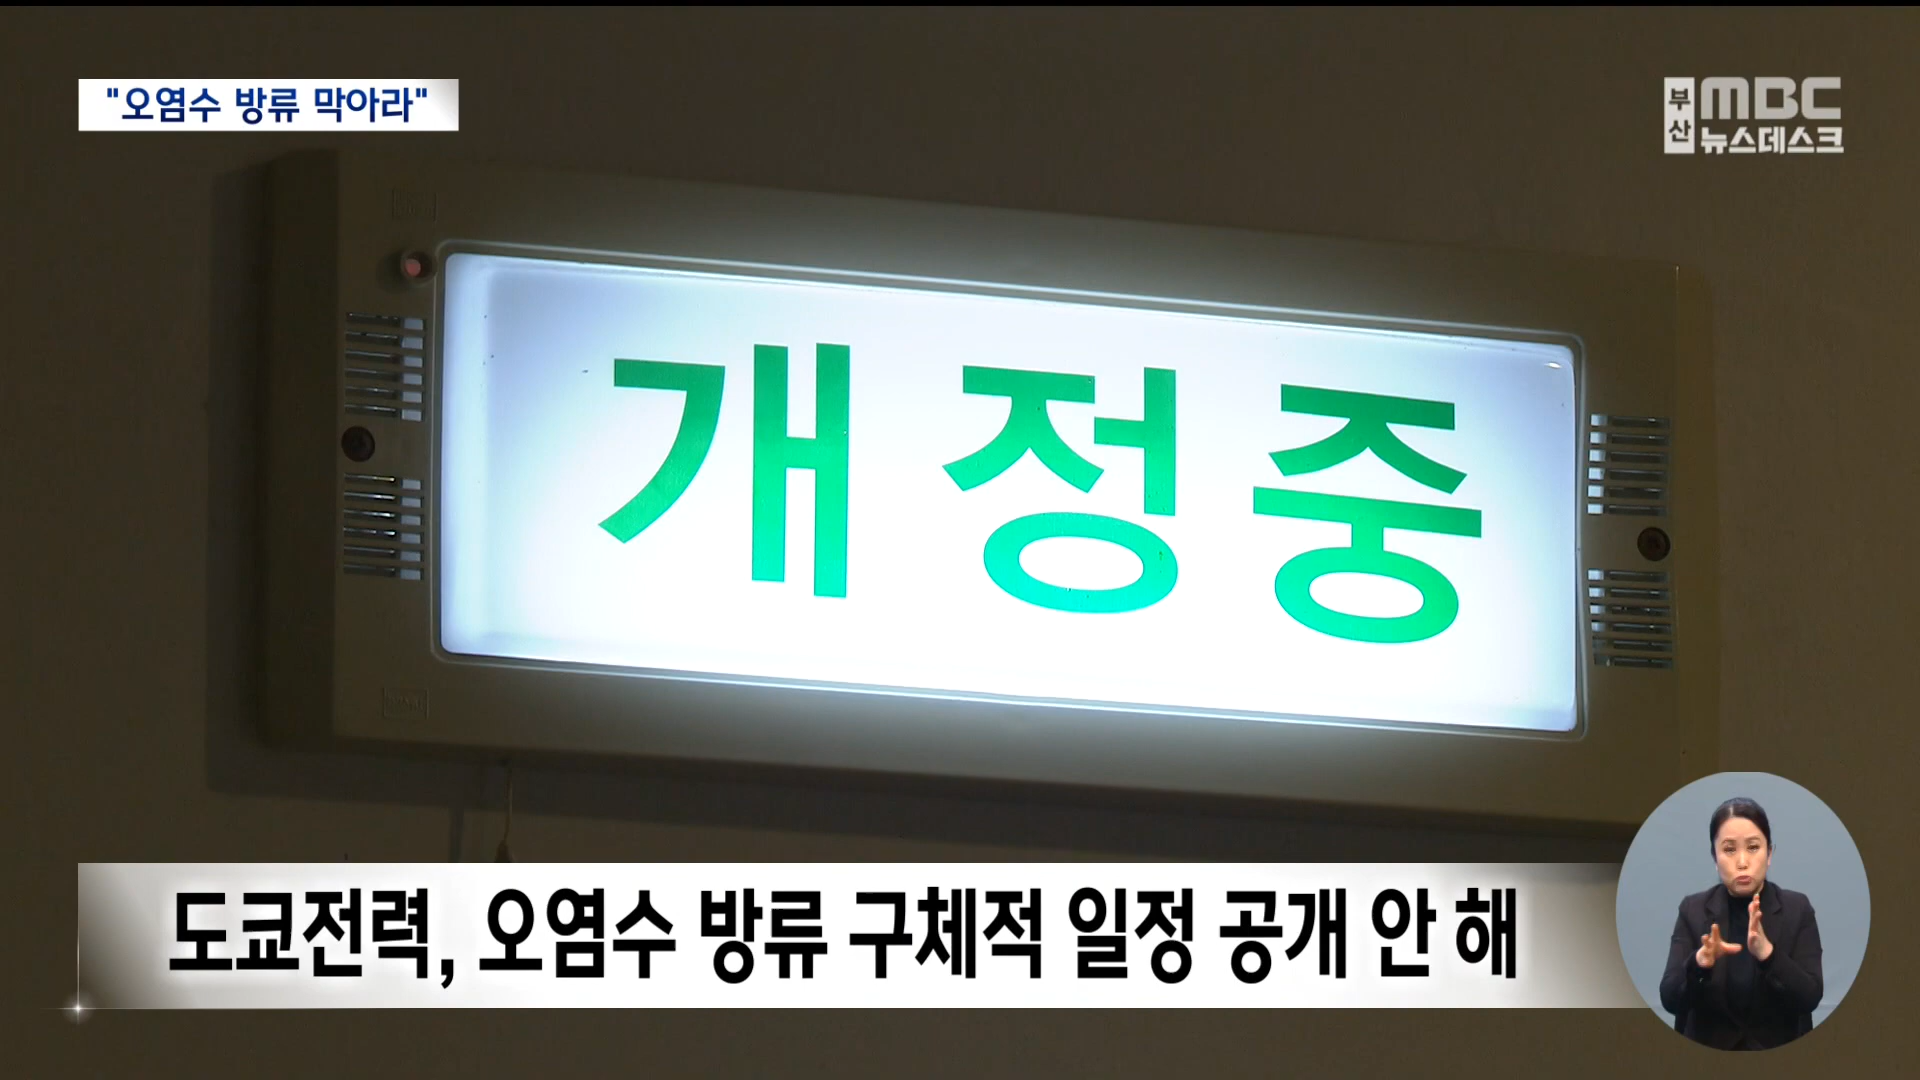 "오염수 방류 막아라"
부산
MBC
뉴스데스크
개정중
도쿄전력, 오염수 방류 구체적 일정 공개 안 해